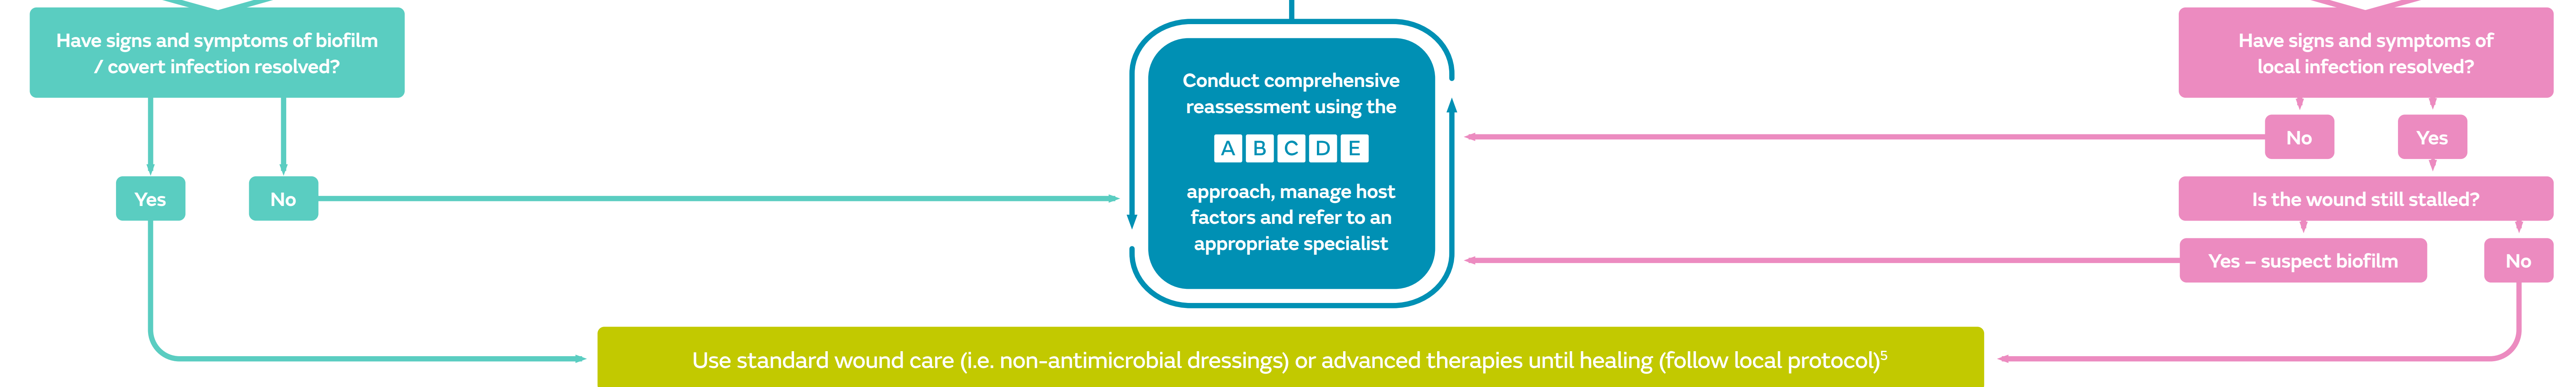 Have signs and symptoms of biofilm
/ covert infection resolved?
Yes
No
Conduct comprehensive
reassessment using the
A B C D E
approach, manage host
factors and refer to an
appropriate specialist
Have signs and symptoms of
local infection resolved?
No
Yes
Is the wound still stalled?
Yes – suspect biofilm
No
Use standard wound care (i.e. non-antimicrobial dressings) or advanced therapies until healing (follow local protocol)⁵